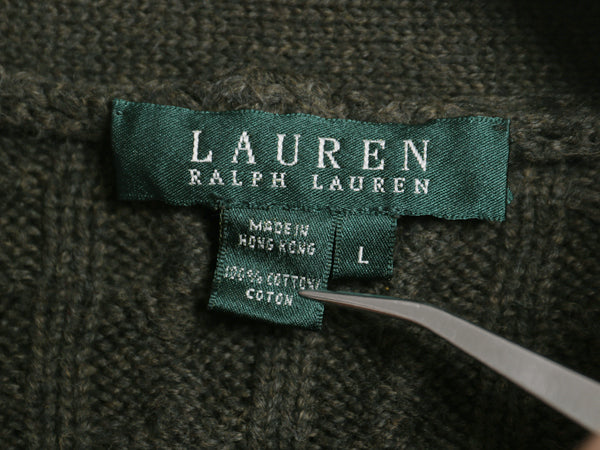 LAUREN
RALPH LAUREN
MADE IN
HONG KONG
L
100% COTTON/
COTON